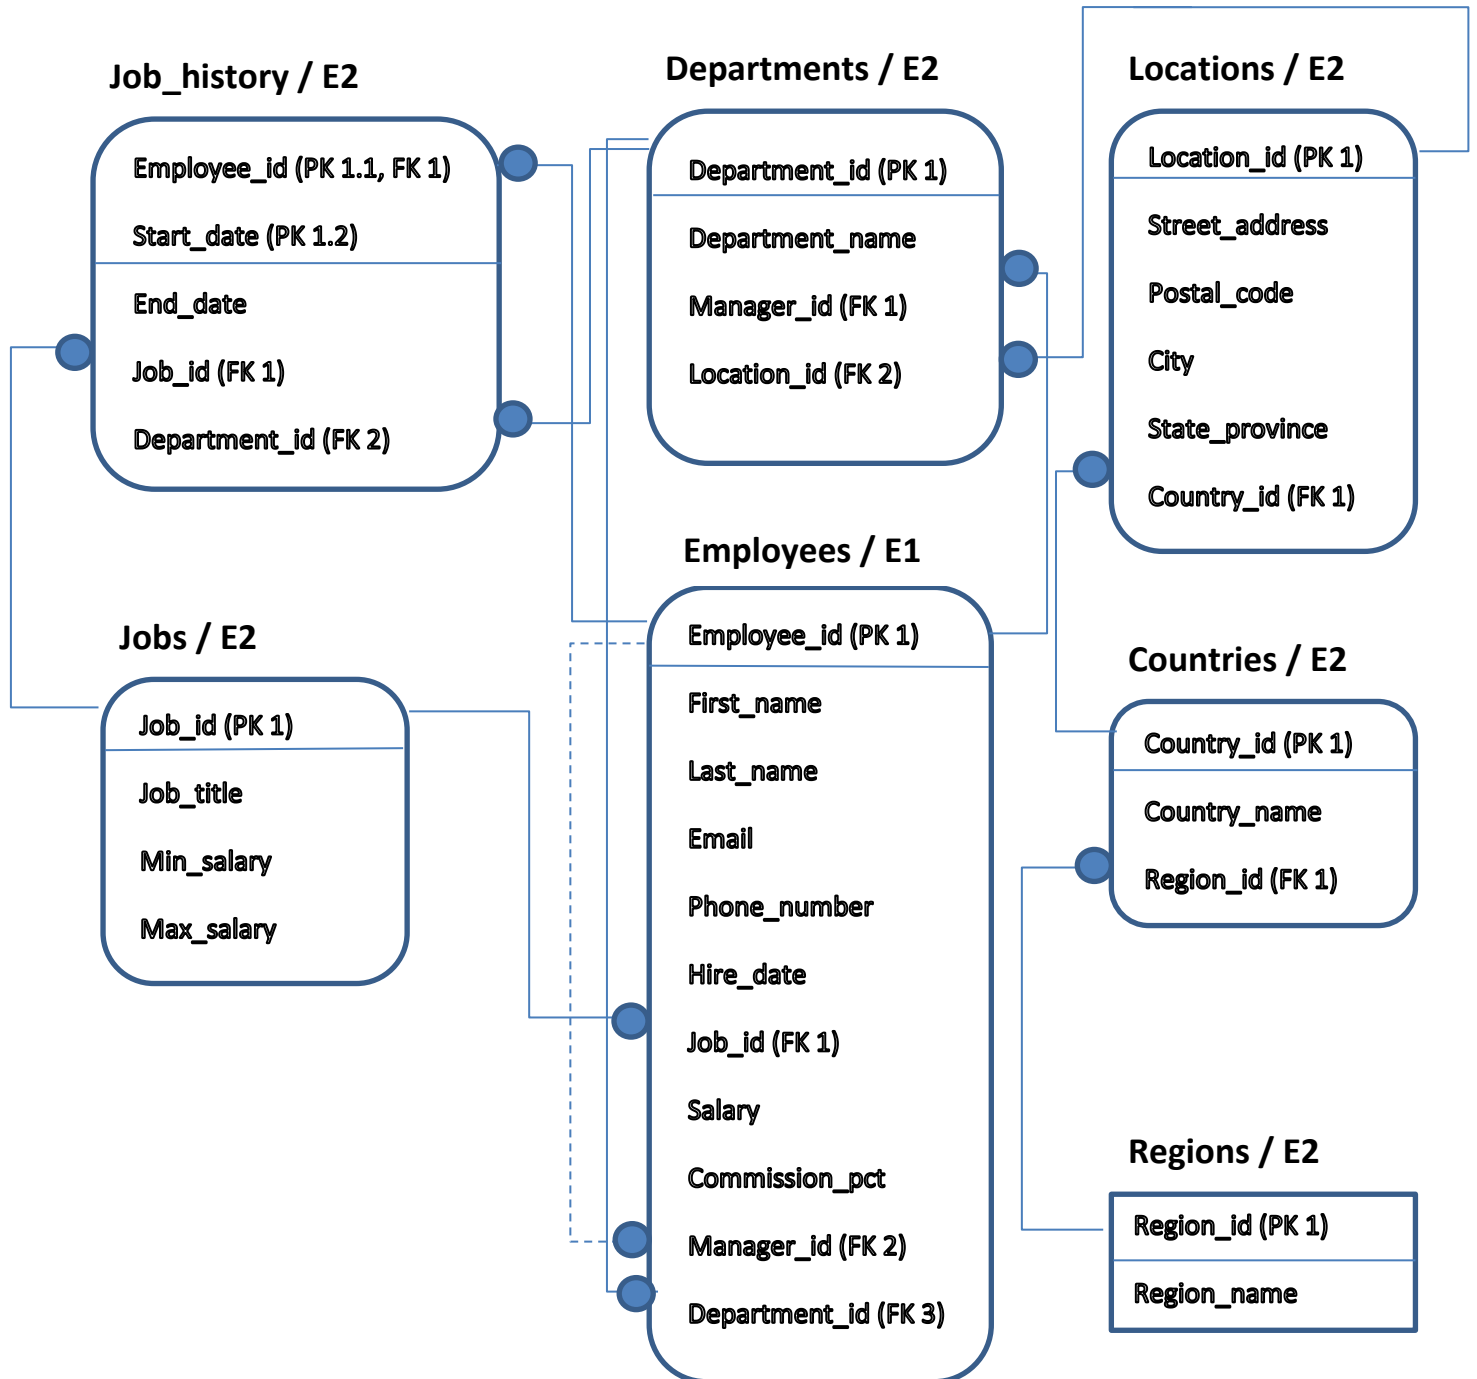 Job_history / E2
Employee_id (PK 1.1, FK 1)
Start_date (PK 1.2)
End_date
Job_id (FK 1)
Department_id (FK 2)
Departments / E2
Department_id (PK 1)
Department_name
Manager_id (FK 1)
Location_id (FK 2)
Locations / E2
Location_id (PK 1)
Street_address
Postal_code
City
State_province
Country_id (FK 1)
Jobs / E2
Job_id (PK 1)
Job_title
Min_salary
Max_salary
Employees / E1
Employee_id (PK 1)
First_name
Last_name
Email
Phone_number
Hire_date
Job_id (FK 1)
Salary
Commission_pct
Manager_id (FK 2)
Department_id (FK 3)
Countries / E2
Country_id (PK 1)
Country_name
Region_id (FK 1)
Regions / E2
Region_id (PK 1)
Region_name